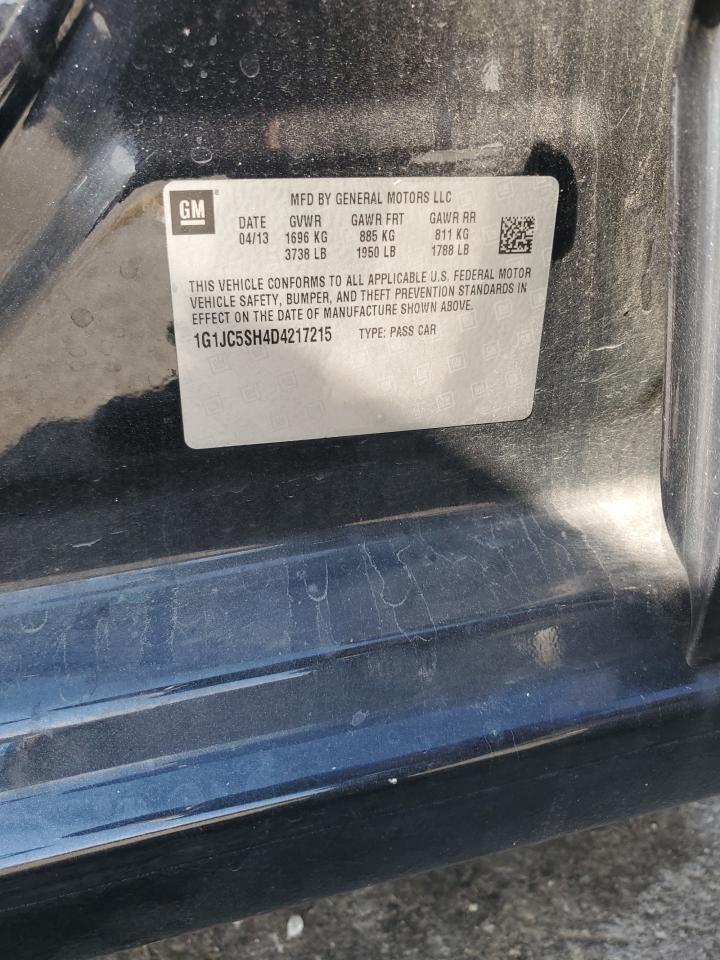 GM ® MFD BY GENERAL MOTORS LLC
DATE GVWR GAWR FRT GAWR RR
04/13 1696 KG 885 KG 811 KG
3738 LB 1950 LB 1788 LB
THIS VEHICLE CONFORMS TO ALL APPLICABLE U.S. FEDERAL MOTOR
VEHICLE SAFETY, BUMPER, AND THEFT PREVENTION STANDARDS IN
EFFECT ON THE DATE OF MANUFACTURE SHOWN ABOVE.
1G1JC5SH4D4217215 TYPE: PASS CAR